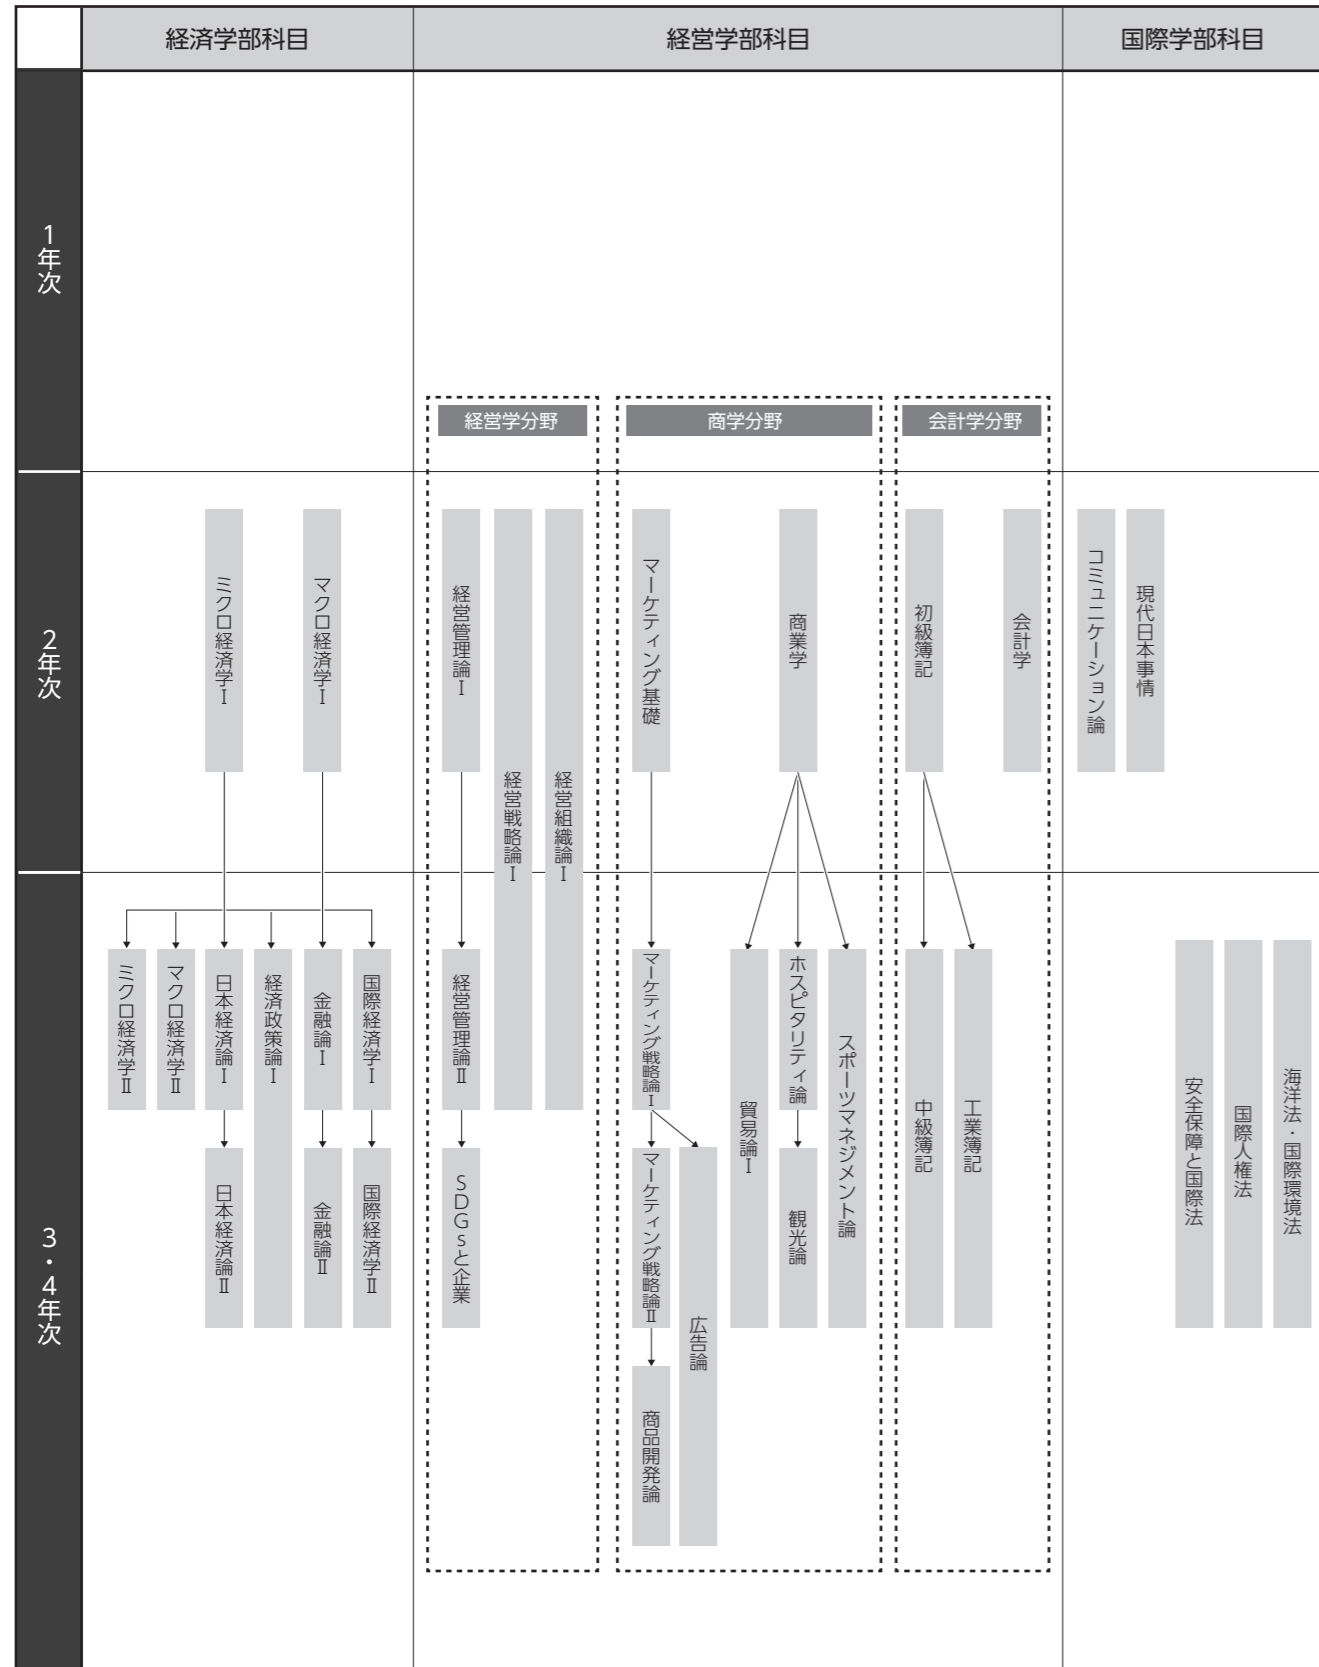 経済学部科目
経営学部科目
国際学部科目
1年次
経営学分野
商学分野
会計学分野
2年次
ミクロ経済学Ⅰ
マクロ経済学Ⅰ
経営管理論Ⅰ
経営戦略論Ⅰ
経営組織論Ⅰ
マーケティング基礎
商業学
初級簿記
会計学
コミュニケーション論
現代日本事情
3・4年次
ミクロ経済学Ⅱ
マクロ経済学Ⅱ
日本経済論Ⅰ
経済政策論Ⅰ
金融論Ⅰ
国際経済学Ⅰ
日本経済論Ⅱ
金融論Ⅱ
国際経済学Ⅱ
経営管理論Ⅱ
SDGsと企業
マーケティング戦略論Ⅰ
マーケティング戦略論Ⅱ
商品開発論
広告論
貿易論Ⅰ
ホスピタリティ論
観光論
スポーツマネジメント論
中級簿記
工業簿記
安全保障と国際法
国際人権法
海洋法・国際環境法